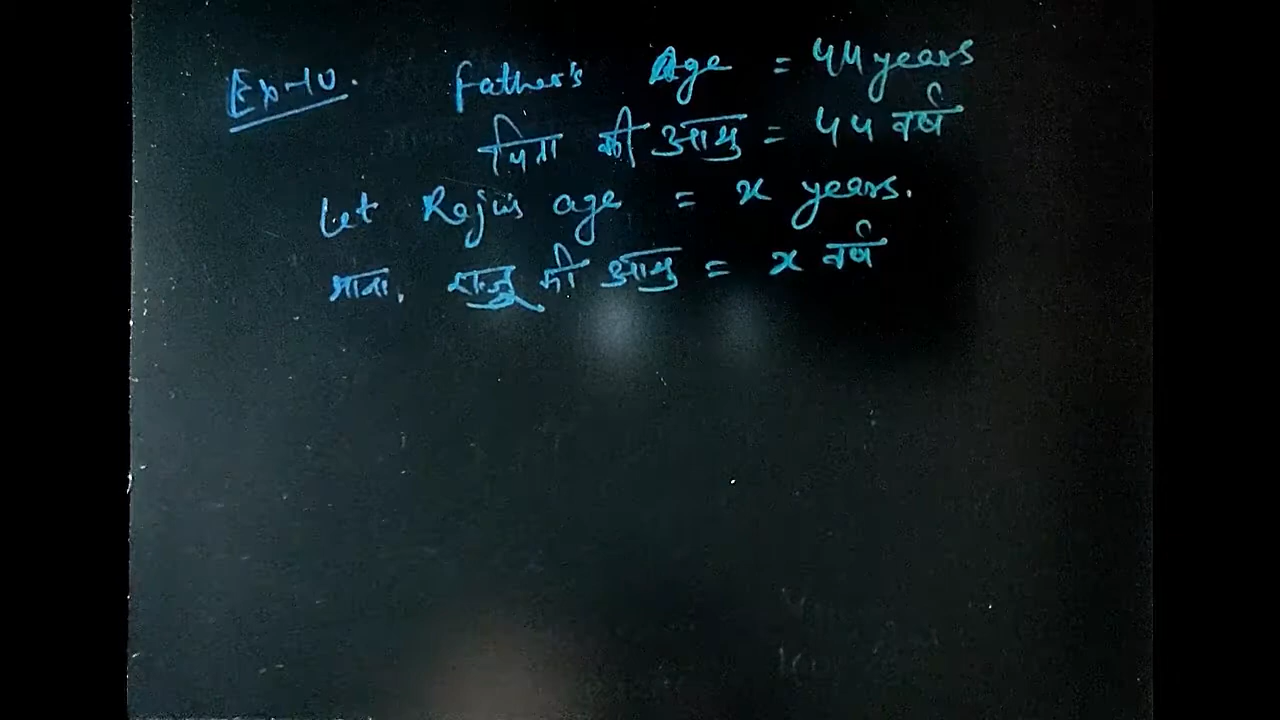 Ex-10. Father's Age = 44 years
पिता की आयु = 44 वर्ष
Let Raju's age = x years.
माना, राजू की आयु = x वर्ष